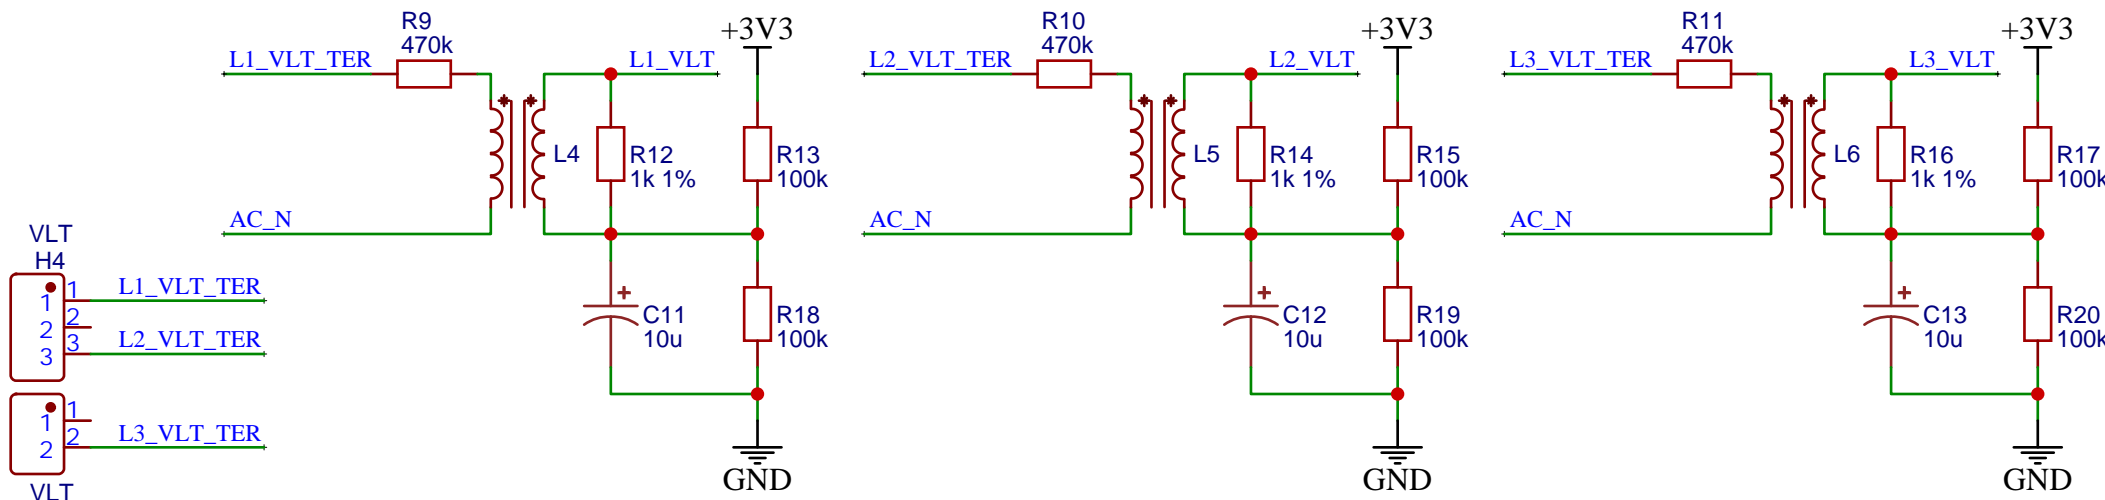 R9
470k
L1_VLT_TER
L1_VLT
+3V3
L4
R12
1k 1%
R13
100k
AC_N
C11
10u
R18
100k
GND
R10
470k
L2_VLT_TER
L2_VLT
+3V3
L5
R14
1k 1%
R15
100k
AC_N
C12
10u
R19
100k
GND
R11
470k
L3_VLT_TER
L3_VLT
+3V3
L6
R16
1k 1%
R17
100k
AC_N
C13
10u
R20
100k
GND
VLT
H4
1 1 L1_VLT_TER
2 2
3 3 L2_VLT_TER
1 1
2 2 L3_VLT_TER
VLT